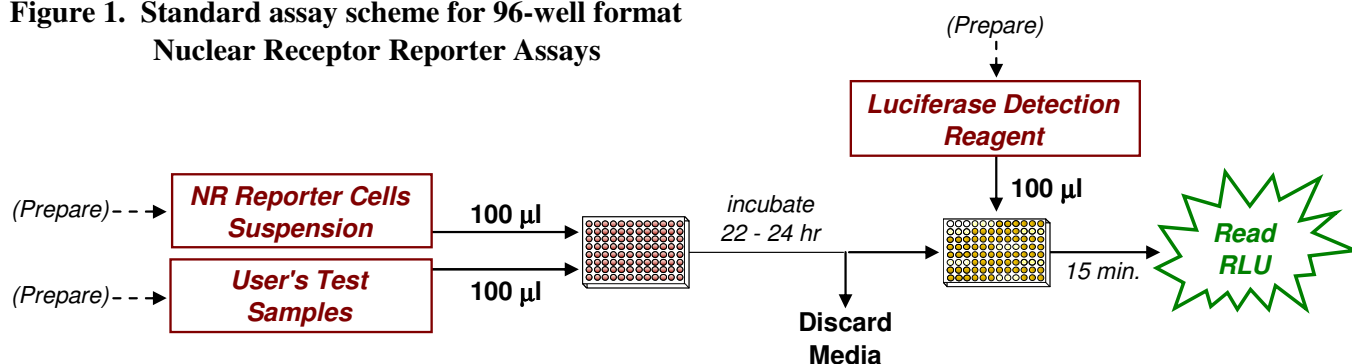 Figure 1. Standard assay scheme for 96-well format
Nuclear Receptor Reporter Assays
(Prepare)
Luciferase Detection
Reagent
100 µl
(Prepare)
NR Reporter Cells
Suspension
100 µl
(Prepare)
User's Test
Samples
100 µl
incubate
22 - 24 hr
Discard
Media
15 min.
Read
RLU